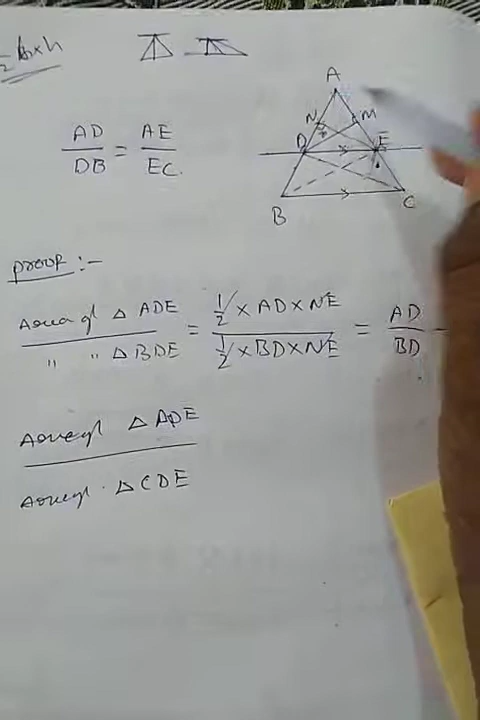 ½ b×h
A
N M
D E
B C
AD/DB = AE/EC.
proof :-
Area of △ ADE / " " △ BDE = ½ × AD × NE / ½ × BD × NE = AD/BD -
Area of △ ADE / Area of △ CDE